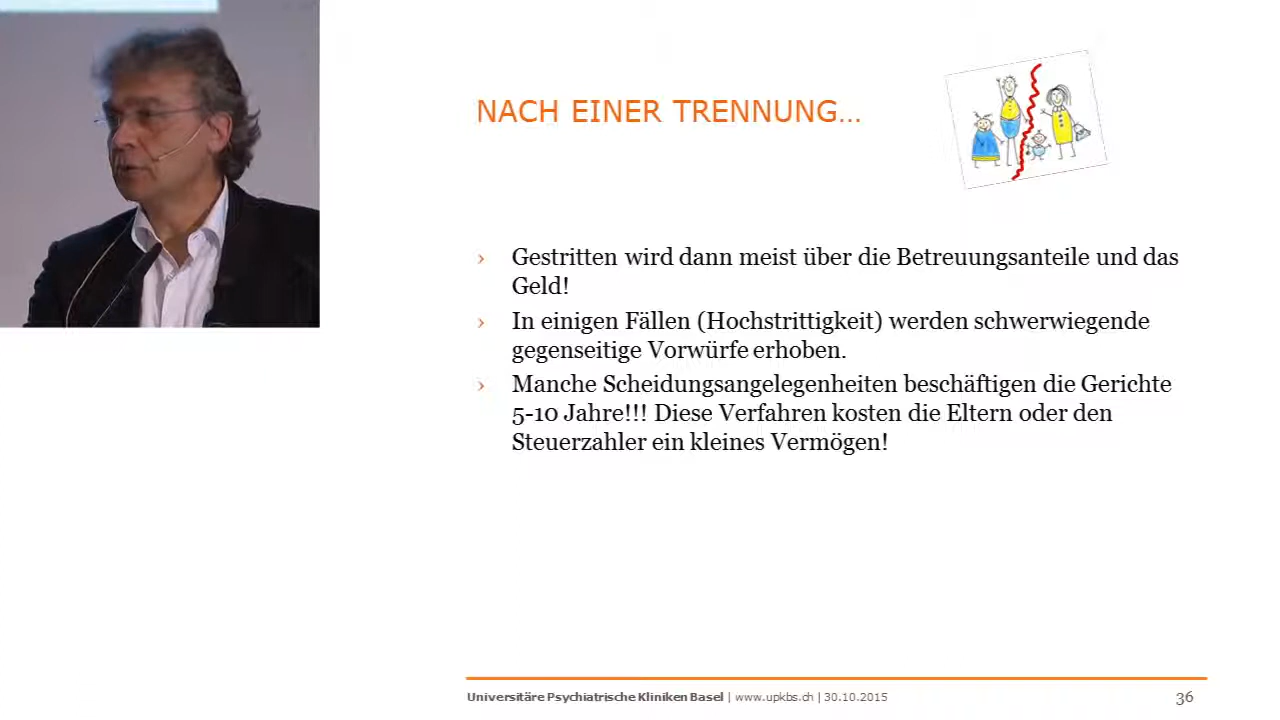 NACH EINER TRENNUNG...
› Gestritten wird dann meist über die Betreuungsanteile und das
Geld!
› In einigen Fällen (Hochstrittigkeit) werden schwerwiegende
gegenseitige Vorwürfe erhoben.
› Manche Scheidungsangelegenheiten beschäftigen die Gerichte
5-10 Jahre!!! Diese Verfahren kosten die Eltern oder den
Steuerzahler ein kleines Vermögen!
Universitäre Psychiatrische Kliniken Basel | www.upkbs.ch | 30.10.2015
36